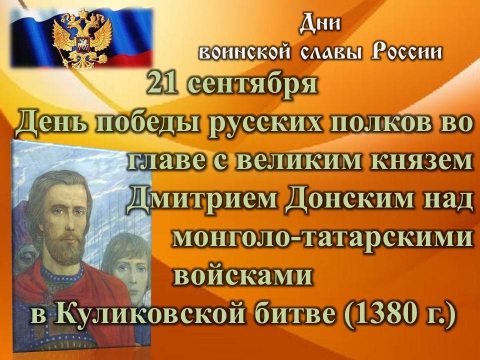 Дни
воинской славы России
21 сентября
День победы русских полков во
главе с великим князем
Дмитрием Донским над
монголо-татарскими
войсками
в Куликовской битве (1380 г.)